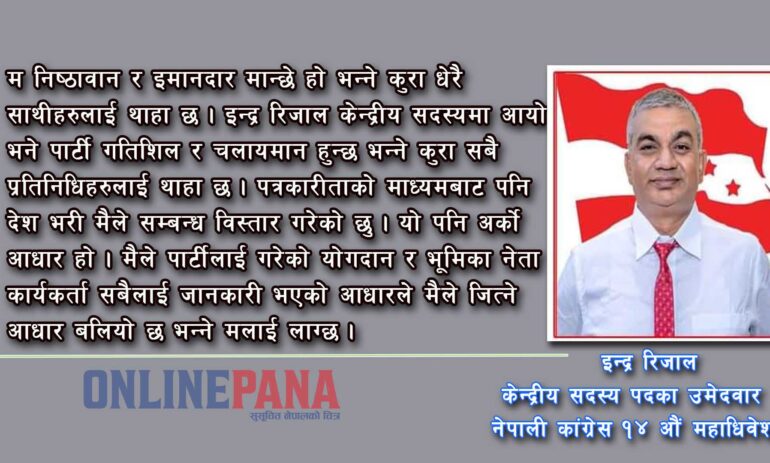 म निष्ठावान र इमानदार मान्छे हो भन्ने कुरा धेरै
साथीहरुलाई थाहा छ । इन्द्र रिजाल केन्द्रीय सदस्यमा आयो
भने पार्टी गतिशिल र चलायमान हुन्छ भन्ने कुरा सबै
प्रतिनिधिहरुलाई थाहा छ । पत्रकारीताको माध्यमबाट पनि
देश भरी मैले सम्बन्ध विस्तार गरेको छु । यो पनि अर्को
आधार हो । मैले पार्टीलाई गरेको योगदान र भूमिका नेता
कार्यकर्ता सबैलाई जानकारी भएको आधारले मैले जित्ने
आधार बलियो छ भन्ने मलाई लाग्छ ।
इन्द्र रिजाल
केन्द्रीय सदस्य पदका उमेदवार
नेपाली कांग्रेस १४ औं महाधिवेश
ONLINEPANA
सुसूचित नेपालको चित्र